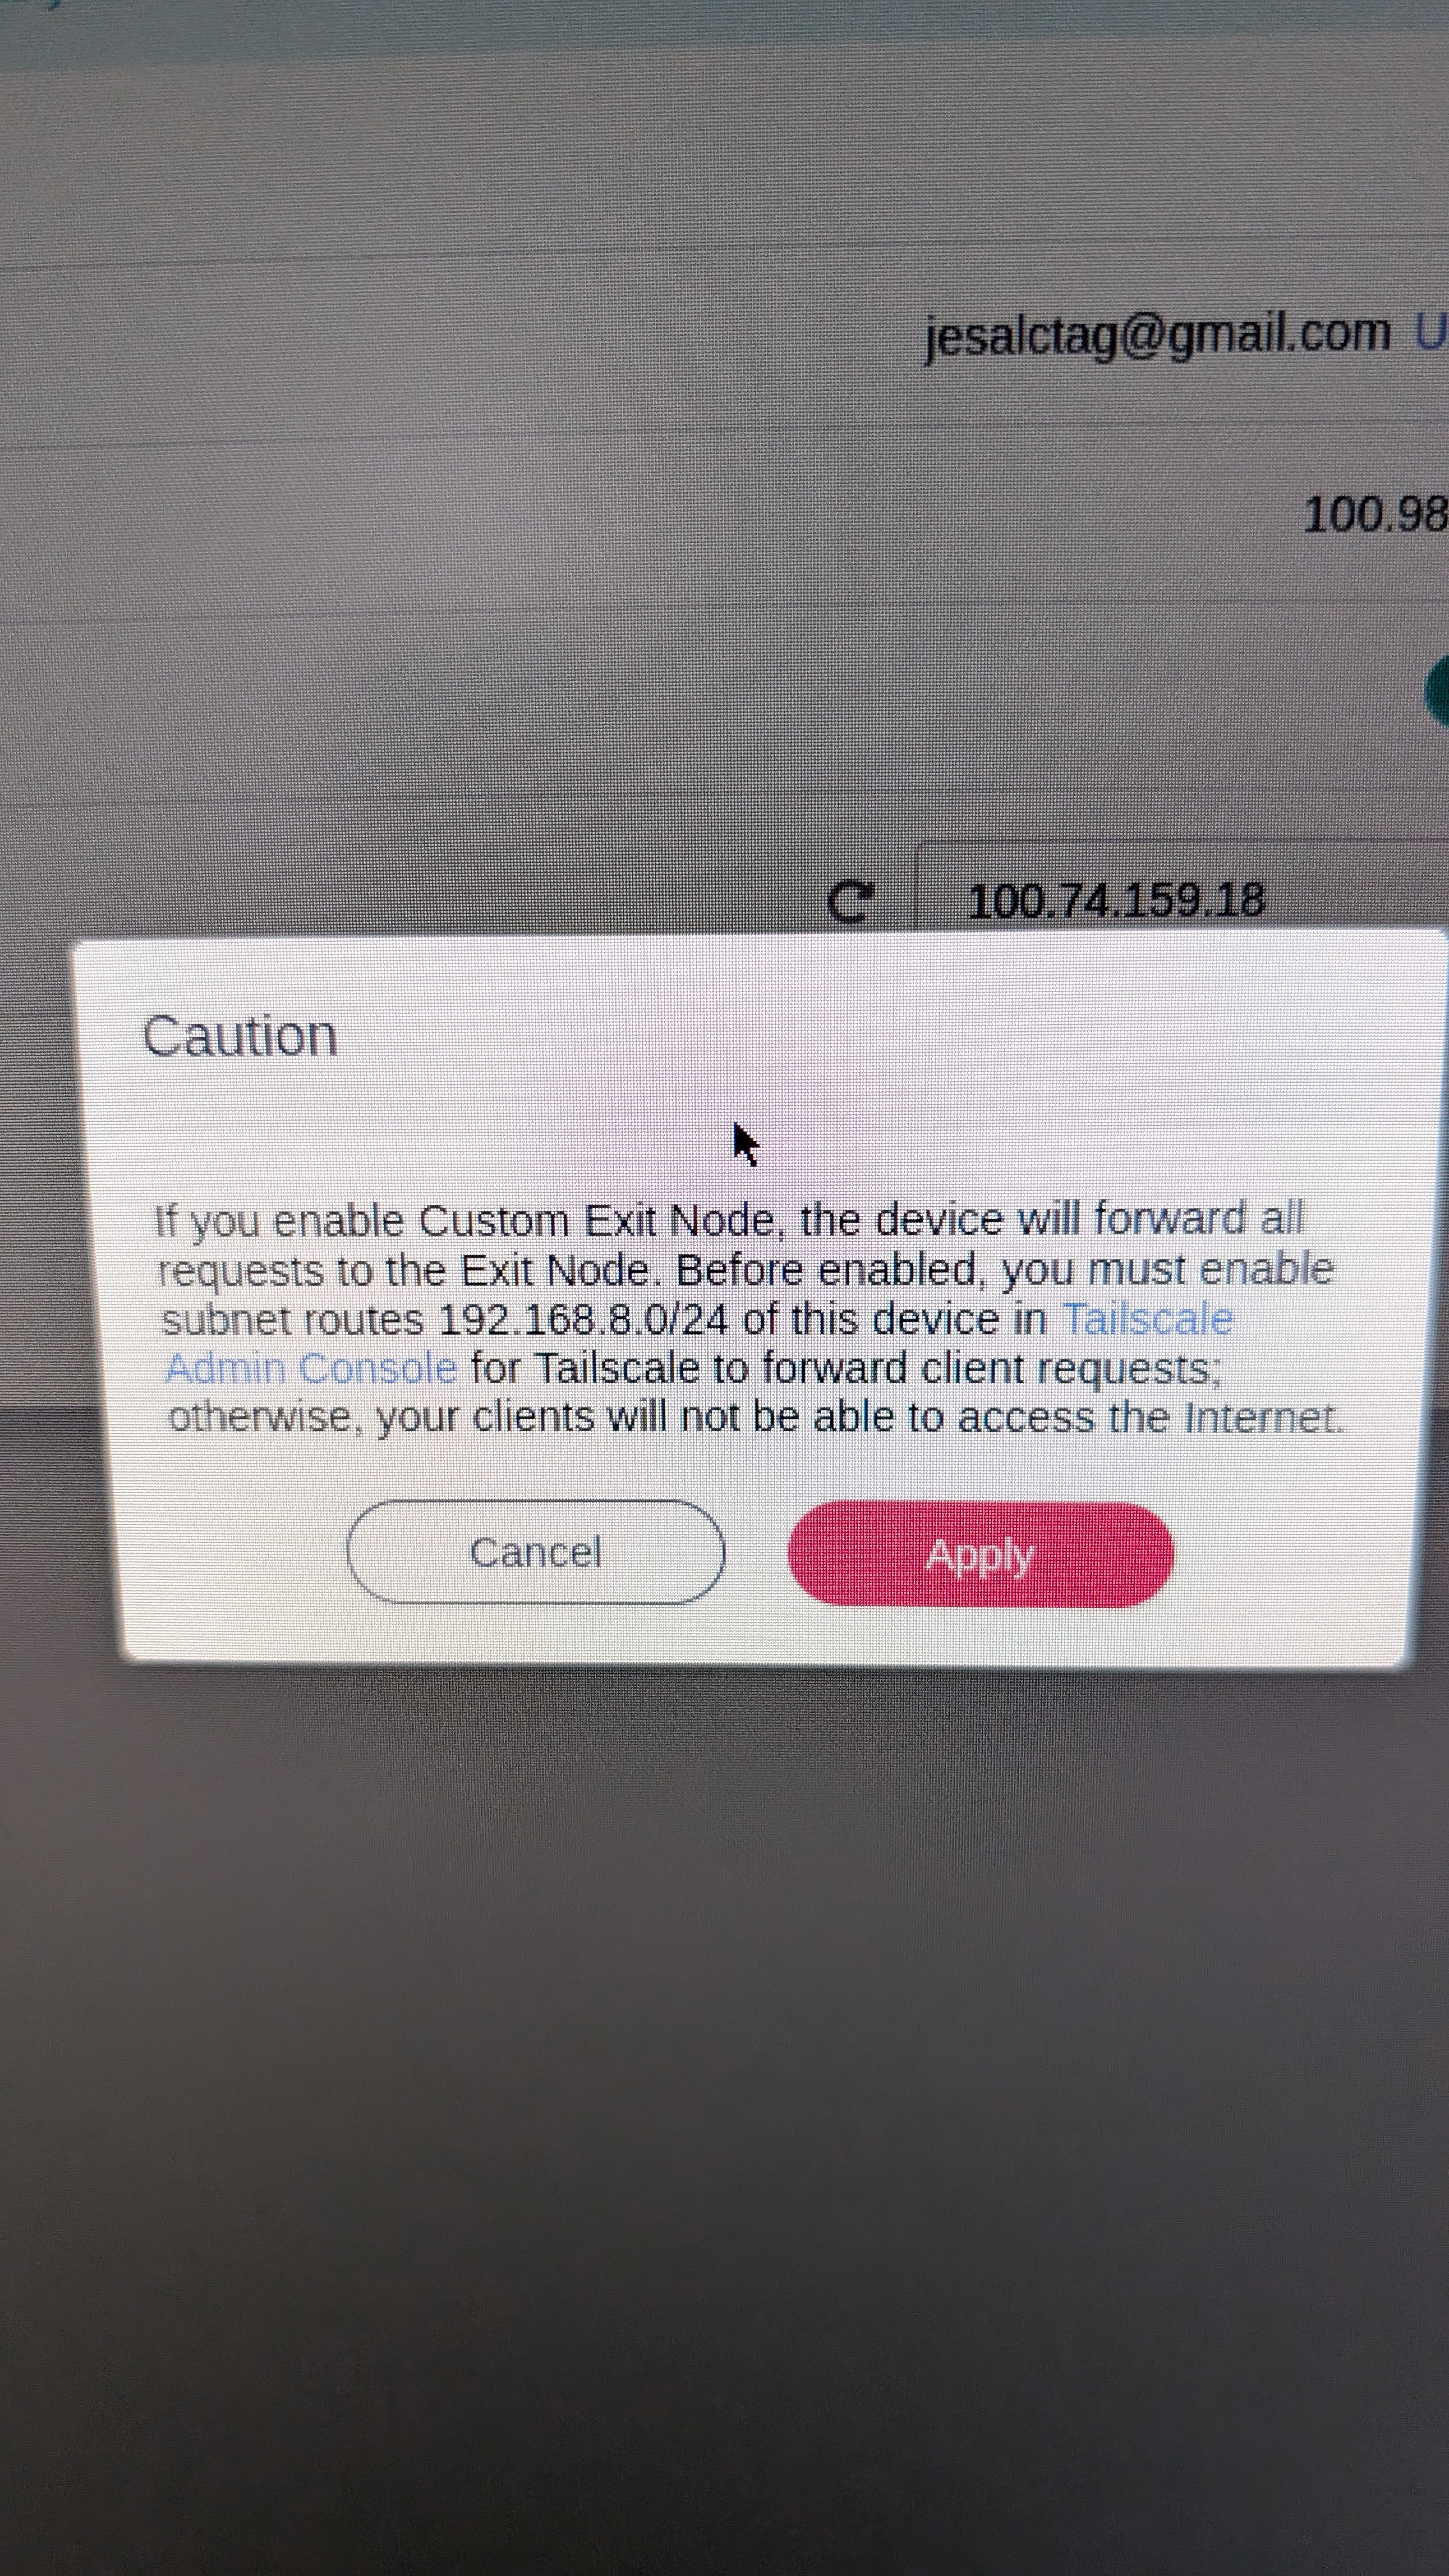 jesalctag@gmail.com
100.98
100.74.159.18
Caution
If you enable Custom Exit Node, the device will forward all
requests to the Exit Node. Before enabled, you must enable
subnet routes 192.168.8.0/24 of this device in Tailscale
Admin Console for Tailscale to forward client requests;
otherwise, your clients will not be able to access the Internet.
Cancel
Apply